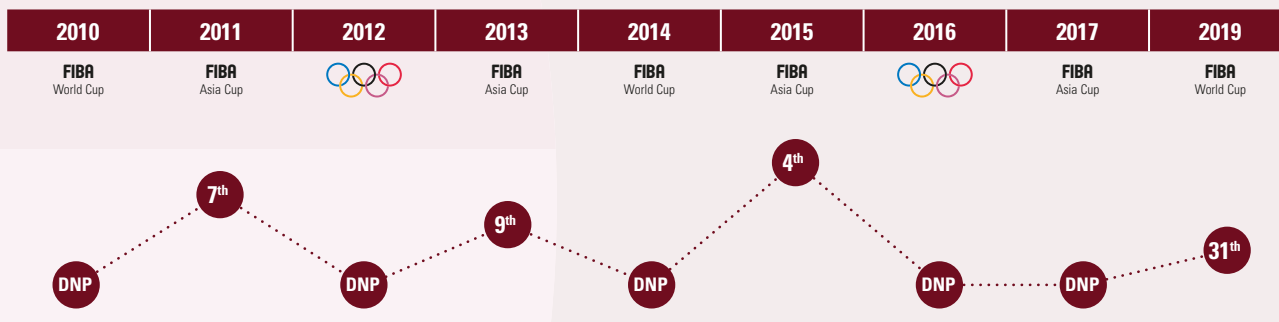 2010 2011 2012 2013 2014 2015 2016 2017 2019
FIBA FIBA FIBA FIBA FIBA FIBA FIBA
World Cup Asia Cup Asia Cup World Cup Asia Cup Asia Cup World Cup
4th
7th
9th
31th
DNP DNP DNP DNP DNP